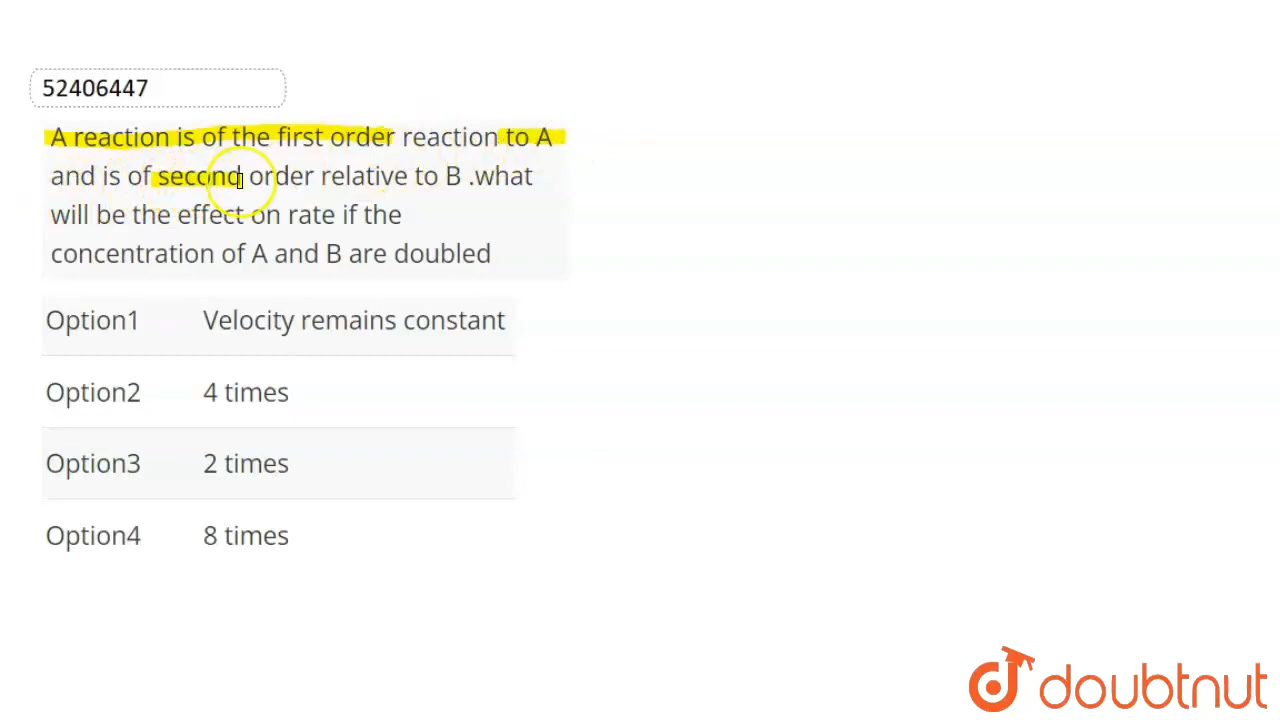 52406447
A reaction is of the first order reaction to A
and is of second order relative to B .what
will be the effect on rate if the
concentration of A and B are doubled
Option1 Velocity remains constant
Option2 4 times
Option3 2 times
Option4 8 times
doubtnut